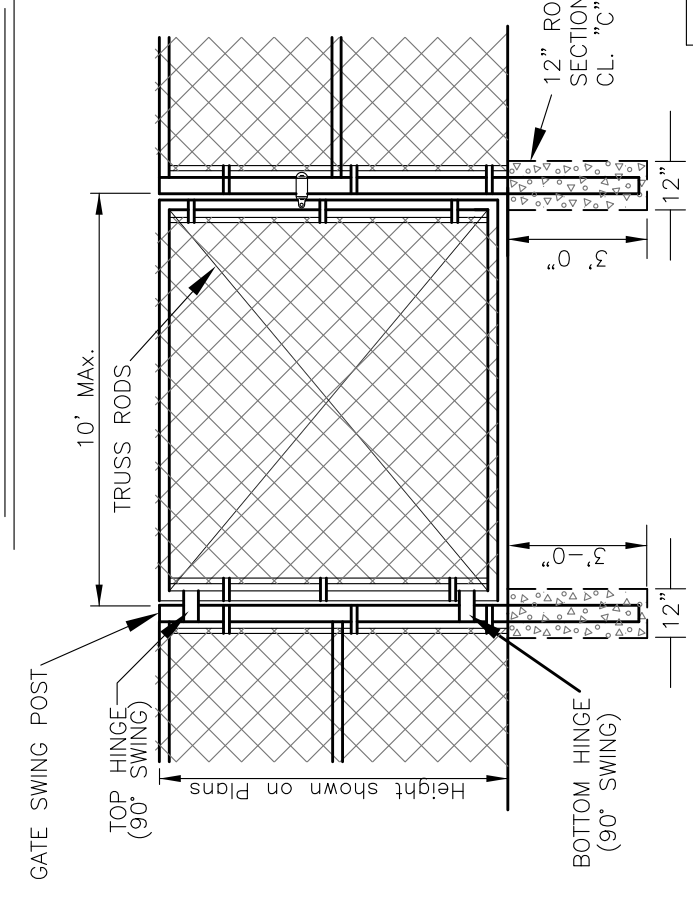 12" RO
SECTION
CL. "C"
10' MAx.
TRUSS RODS
12"
3' 0"
3'-0"
12"
GATE SWING POST
TOP HINGE
(90° SWING)
Height shown on Plans
BOTTOM HINGE
(90° SWING)